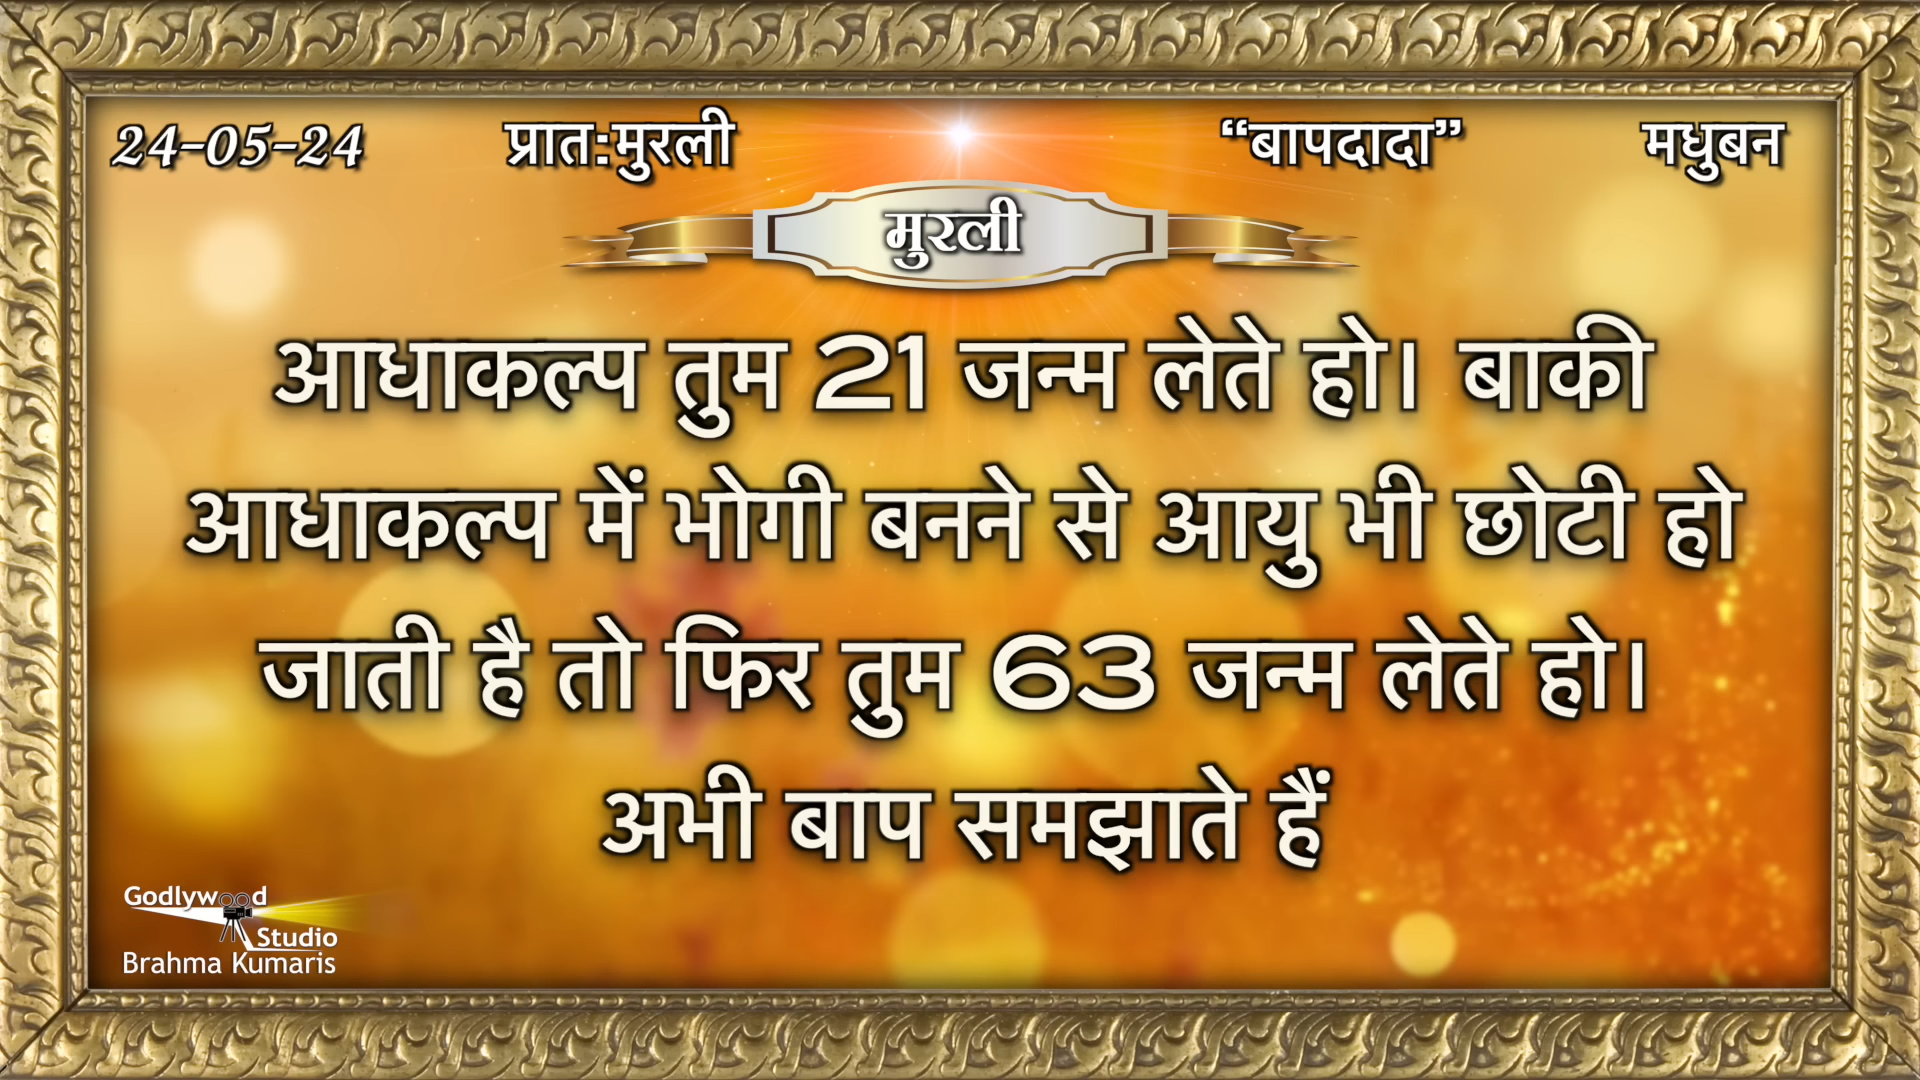 24-05-24 प्रात:मुरली “बापदादा” मधुबन
मुरली
आधाकल्प तुम 21 जन्म लेते हो। बाकी
आधाकल्प में भोगी बनने से आयु भी छोटी हो
जाती है तो फिर तुम 63 जन्म लेते हो।
अभी बाप समझाते हैं
Godlywood
Studio
Brahma Kumaris